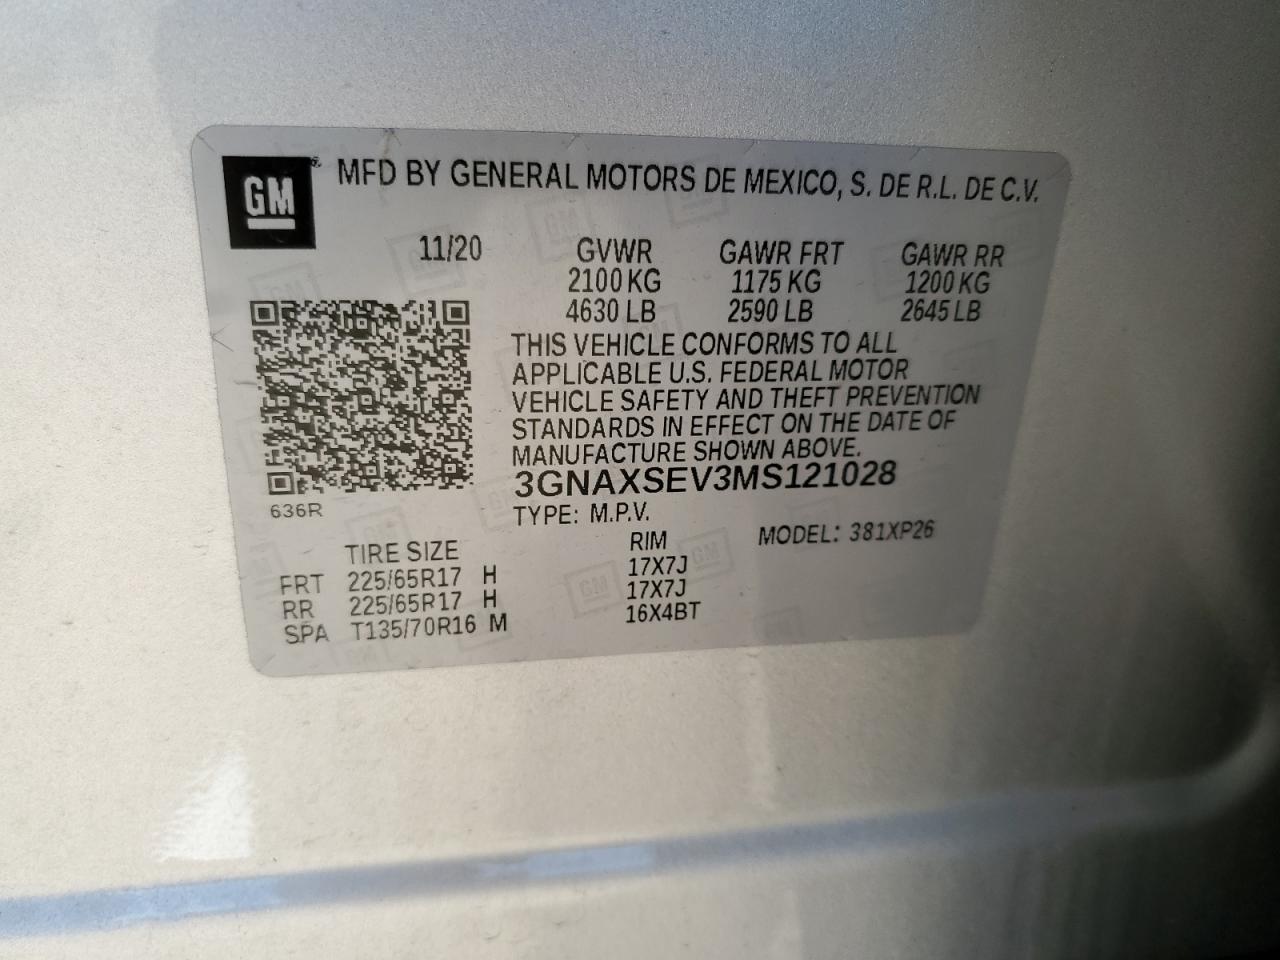 GM ® MFD BY GENERAL MOTORS DE MEXICO, S. DE R.L. DE C.V.
11/20 GVWR GAWR FRT GAWR RR
2100 KG 1175 KG 1200 KG
4630 LB 2590 LB 2645 LB
THIS VEHICLE CONFORMS TO ALL
APPLICABLE U.S. FEDERAL MOTOR
VEHICLE SAFETY AND THEFT PREVENTION
STANDARDS IN EFFECT ON THE DATE OF
MANUFACTURE SHOWN ABOVE.
3GNAXSEV3MS121028
636R
TYPE: M.P.V. MODEL: 381XP26
TIRE SIZE RIM
FRT 225/65R17 H 17X7J
RR 225/65R17 H 17X7J
SPA T135/70R16 M 16X4BT